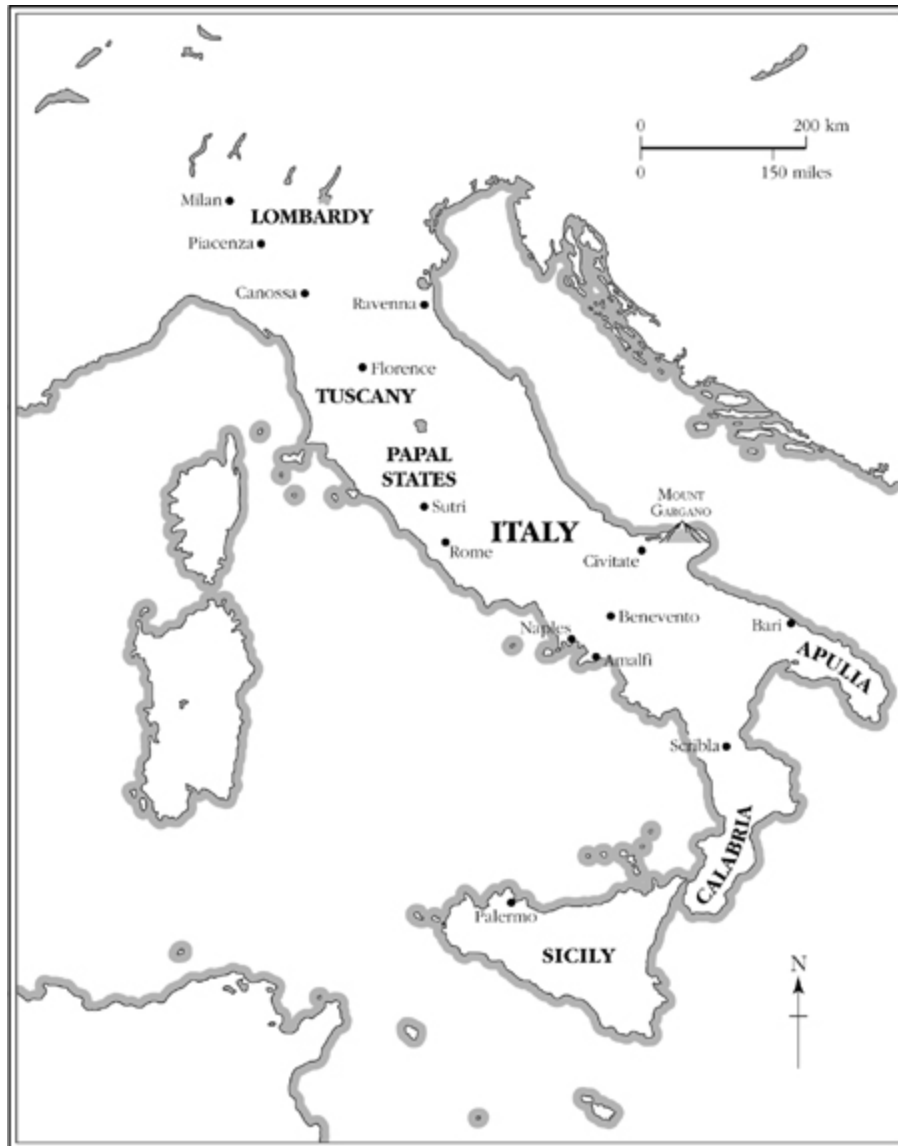 0 200 km
0 150 miles
Milan
LOMBARDY
Piacenza
Canossa
Ravenna
Florence
TUSCANY
PAPAL
STATES
Sutri
ITALY
MOUNT
GARGANO
Rome
Civitate
Benevento
Naples
Bari
Amalfi
APULIA
Scribla
CALABRIA
Palermo
SICILY
N